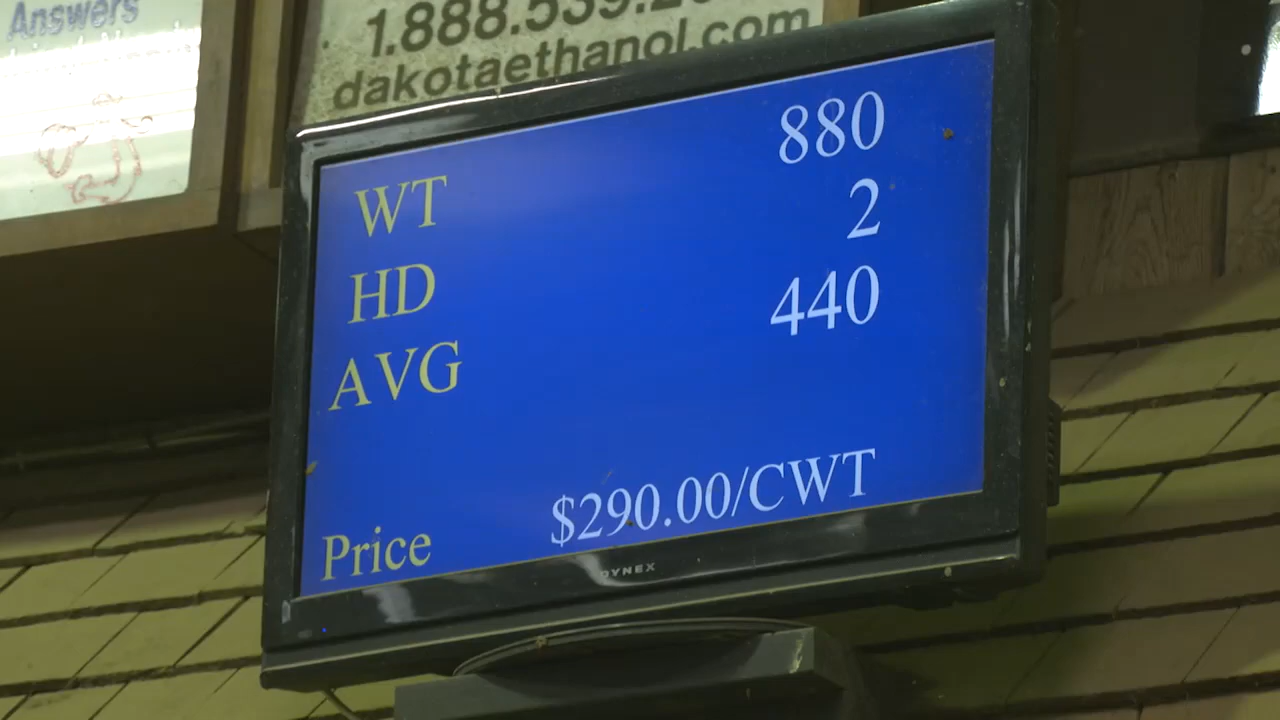 Answers
1.888.539.2
dakotaethanol.com
WT 880
HD 2
AVG 440
Price $290.00/CWT
DYNEX